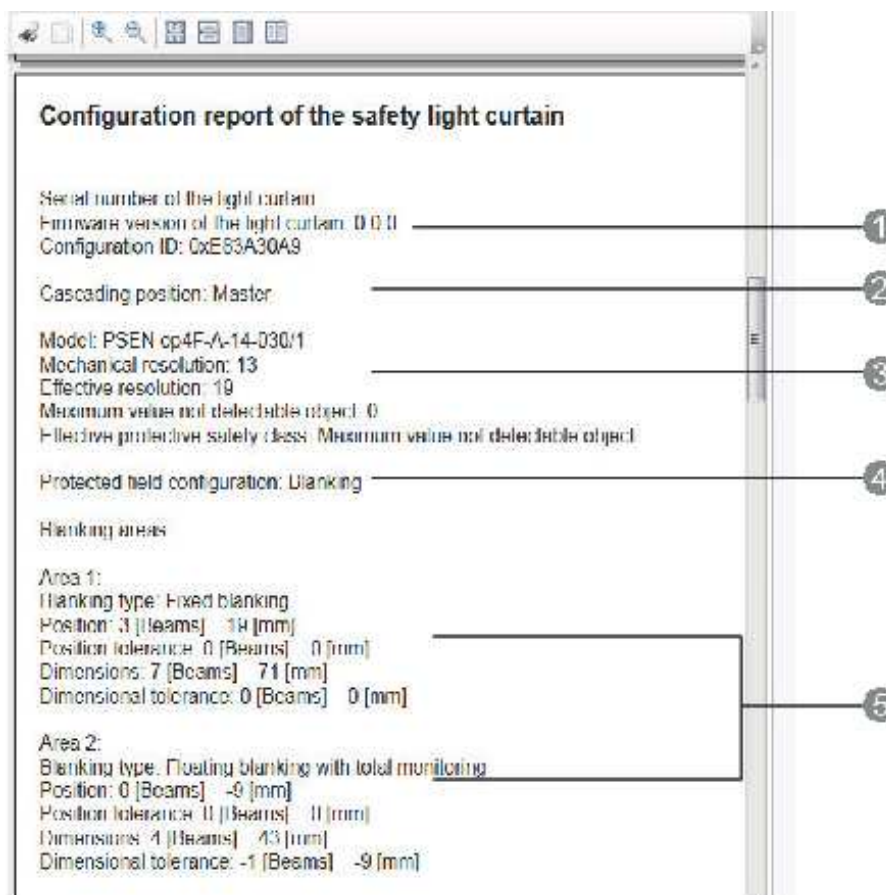 Configuration report of the safety light curtain
Serial number of the light curtain
Firmware version of the light curtain: 0.0.0
1
Configuration ID: 0xE83A30A9
Cascading position: Master
2
Model: PSEN op4F-A-14-030/1
Mechanical resolution: 13
3
Effective resolution: 19
Maximum value not detectable object: 0
Effective protective safety class: Maximum value not detectable object
Protected field configuration: Blanking
4
Blanking areas
Area 1:
Blanking type: Fixed blanking
Position: 3 [Beams] 19 [mm]
Position tolerance: 0 [Beams] 0 [mm]
Dimensions: 7 [Beams] 71 [mm]
Dimensional tolerance: 0 [Beams] 0 [mm]
5
Area 2:
Blanking type: Floating blanking with total monitoring
Position: 0 [Beams] -9 [mm]
Position tolerance: 0 [Beams] 0 [mm]
Dimensions: 4 [Beams] 43 [mm]
Dimensional tolerance: -1 [Beams] -9 [mm]